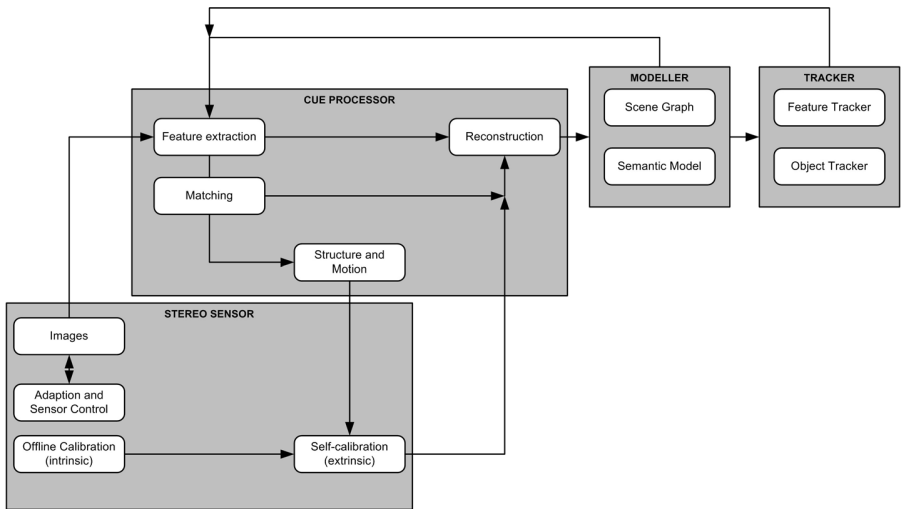 MODELLER
Scene Graph
Semantic Model
TRACKER
Feature Tracker
Object Tracker
CUE PROCESSOR
Feature extraction
Reconstruction
Matching
Structure and
Motion
STEREO SENSOR
Images
Adaption and
Sensor Control
Offline Calibration
(intrinsic)
Self-calibration
(extrinsic)